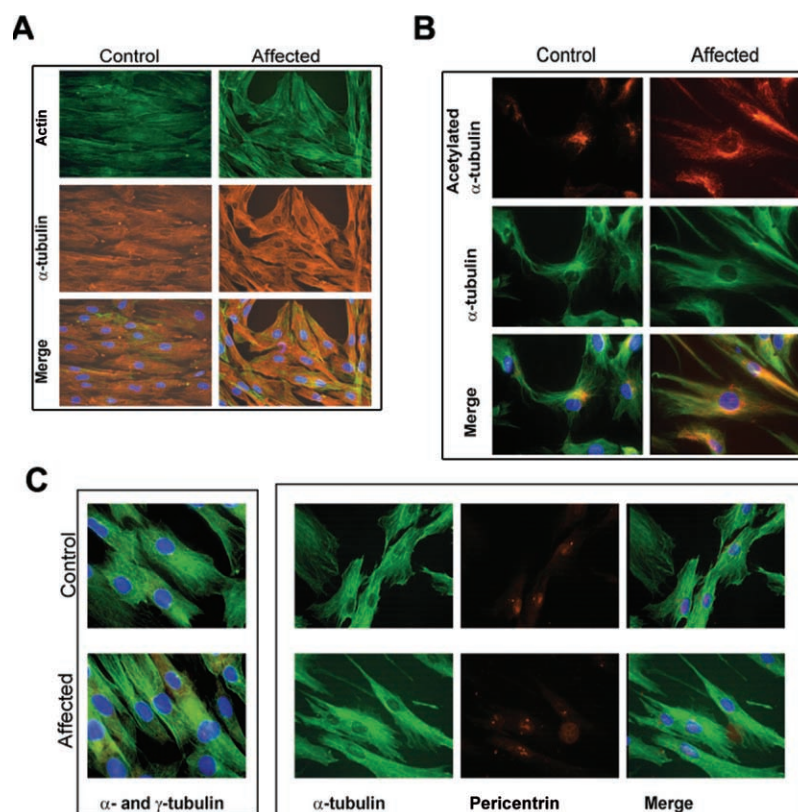 A
Control Affected
Actin
α-tubulin
Merge
B
Control Affected
Acetylated
α-tubulin
α-tubulin
Merge
C
Control
Affected
α- and γ-tubulin α-tubulin Pericentrin Merge